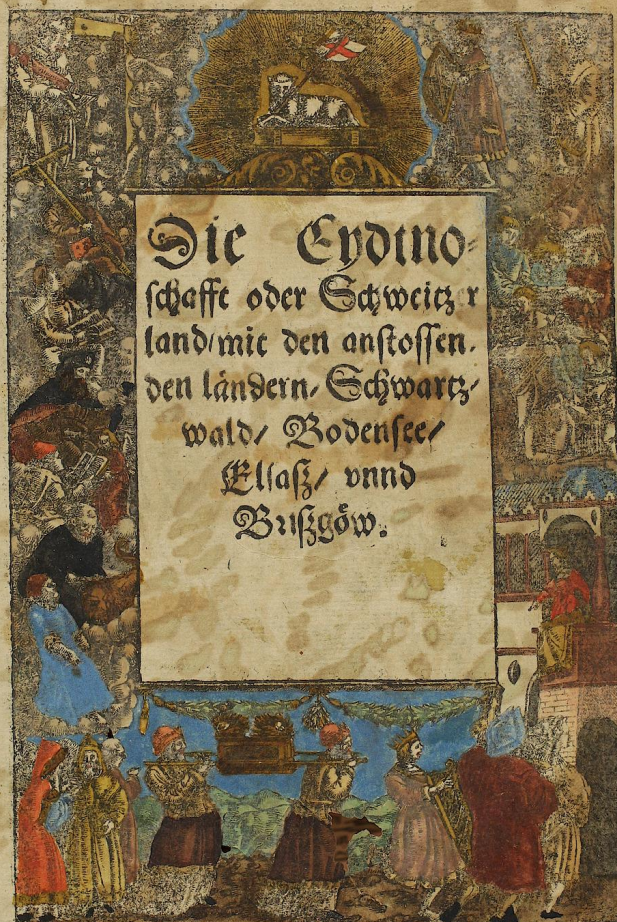 Die Eydtno⸗
schafft oder Schweitzer
land/mit den anstossen.
den ländern/ Schwartz/
wald/ Bodensee/
Elsaß/ vnnd
Brißgöw.